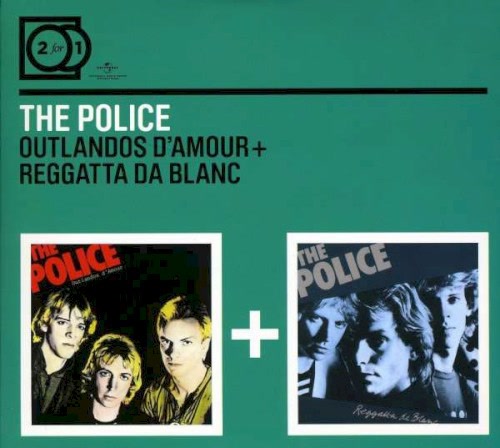 2 for 1
UNIVERSAL
THE POLICE
OUTLANDOS D'AMOUR +
REGGATTA DA BLANC
THE
POLICE
Outlandos d'Amour
+
THE
POLICE
Reggatta de Blanc